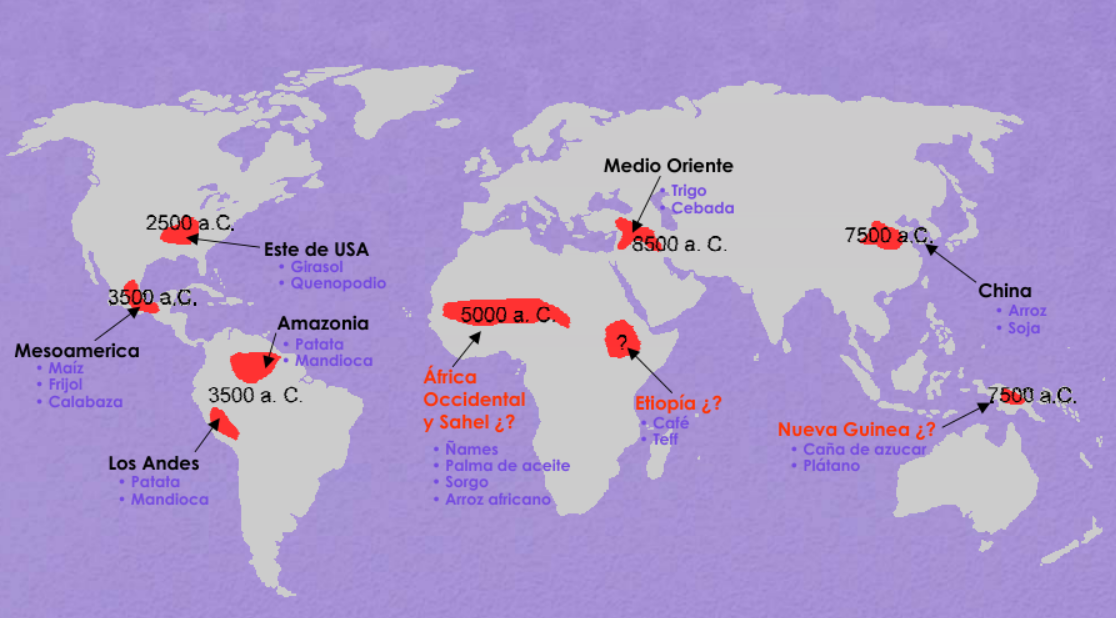 Medio Oriente
• Trigo
• Cebada
8500 a. C.
2500 a.C.
Este de USA
• Girasol
• Quenopodio
7500 a.C.
China
• Arroz
• Soja
3500 a.C.
Mesoamerica
• Maíz
• Frijol
• Calabaza
Amazonia
• Patata
• Mandioca
3500 a. C.
Los Andes
• Patata
• Mandioca
5000 a. C.
África
Occidental
y Sahel ¿?
• Ñames
• Palma de aceite
• Sorgo
• Arroz africano
?
Etiopía ¿?
• Café
• Teff
7500 a.C.
Nueva Guinea ¿?
• Caña de azucar
• Plátano